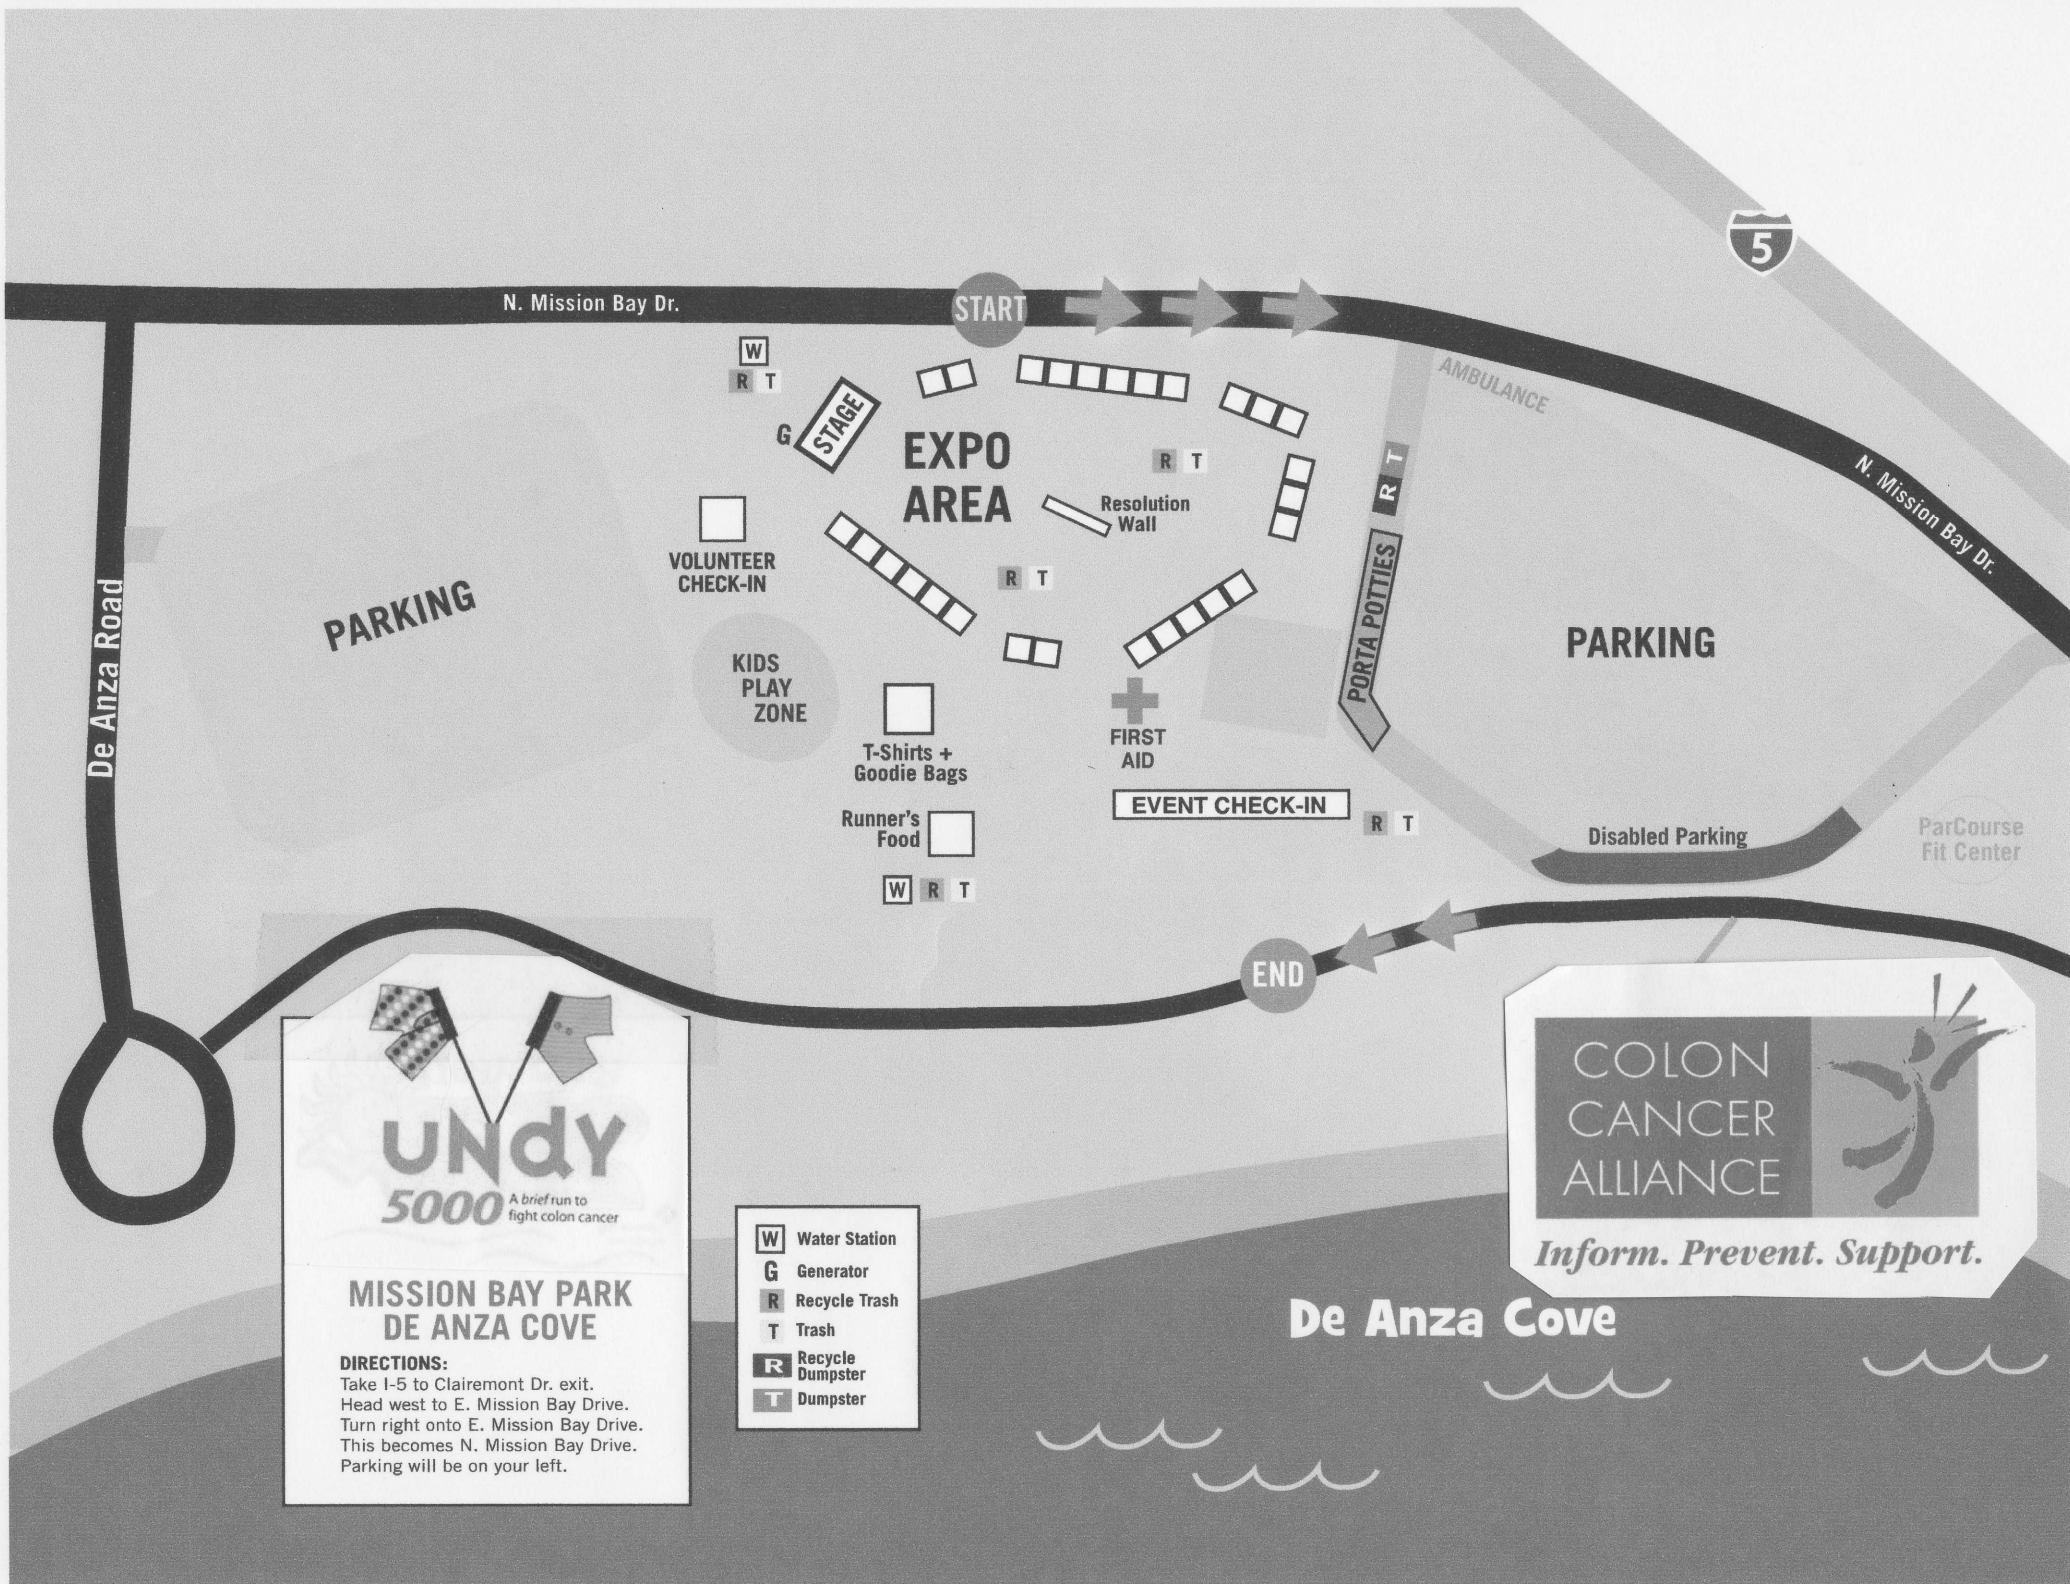 5
N. Mission Bay Dr.
START
W
R T
AMBULANCE
STAGE
G
EXPO
AREA
R T
R T
N. Mission Bay Dr.
Resolution
Wall
VOLUNTEER
CHECK-IN
R T
PORTA POTTIES
De Anza Road
PARKING
PARKING
KIDS
PLAY
ZONE
T-Shirts +
Goodie Bags
FIRST
AID
EVENT CHECK-IN
R T
Runner's
Food
Disabled Parking
ParCourse
Fit Center
W R T
END
UNdY
5000
A brief run to
fight colon cancer
MISSION BAY PARK
DE ANZA COVE
DIRECTIONS:
Take I-5 to Clairemont Dr. exit.
Head west to E. Mission Bay Drive.
Turn right onto E. Mission Bay Drive.
This becomes N. Mission Bay Drive.
Parking will be on your left.
W Water Station
G Generator
R Recycle Trash
T Trash
R Recycle
Dumpster
T Dumpster
COLON
CANCER
ALLIANCE
Inform. Prevent. Support.
De Anza Cove